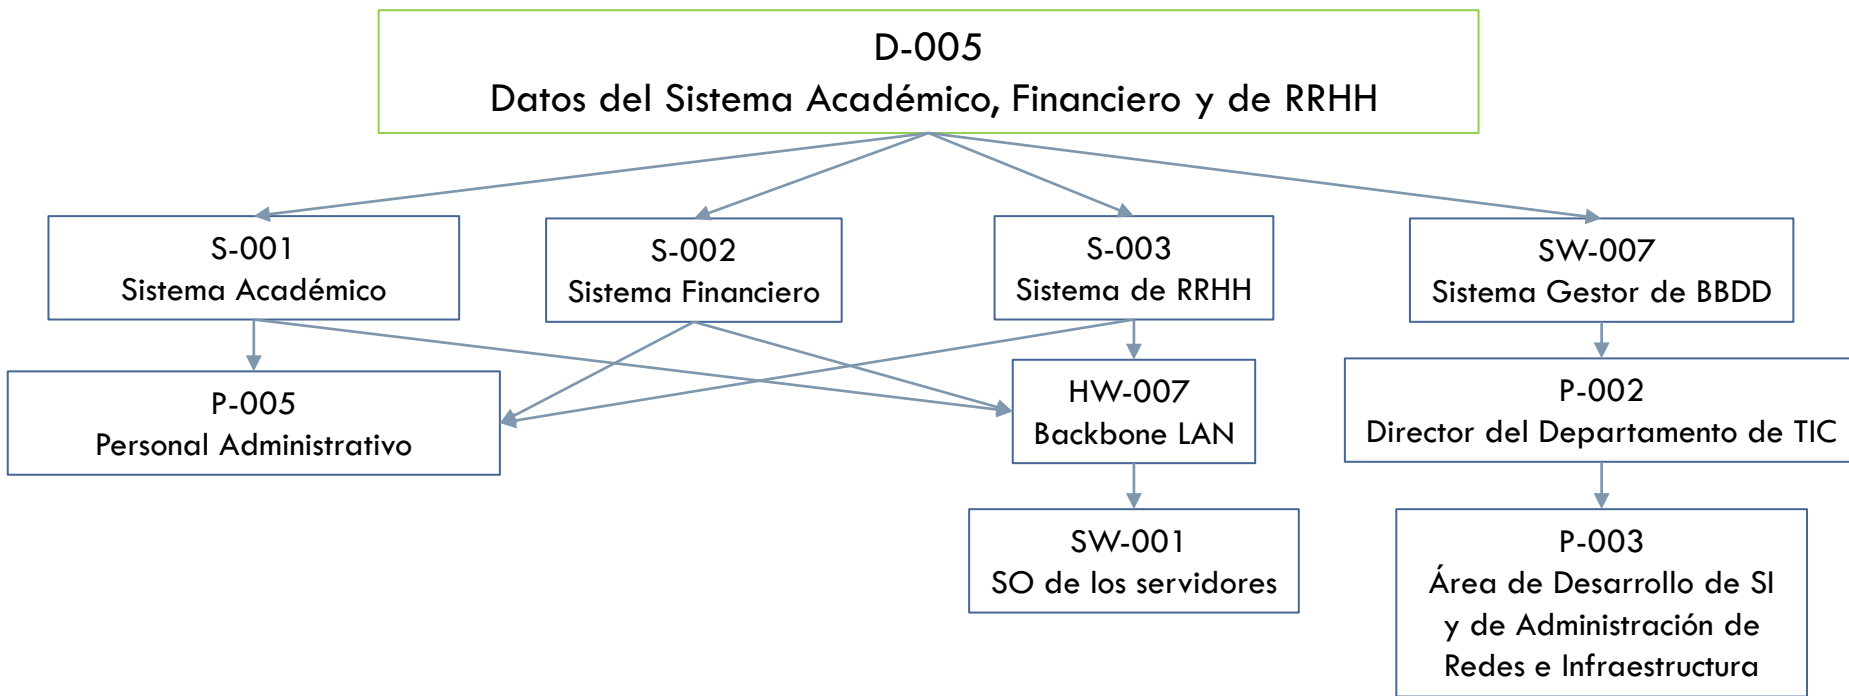 D-005
Datos del Sistema Académico, Financiero y de RRHH
S-001
Sistema Académico
S-002
Sistema Financiero
S-003
Sistema de RRHH
SW-007
Sistema Gestor de BBDD
P-005
Personal Administrativo
HW-007
Backbone LAN
P-002
Director del Departamento de TIC
SW-001
SO de los servidores
P-003
Área de Desarrollo de SI
y de Administración de
Redes e Infraestructura